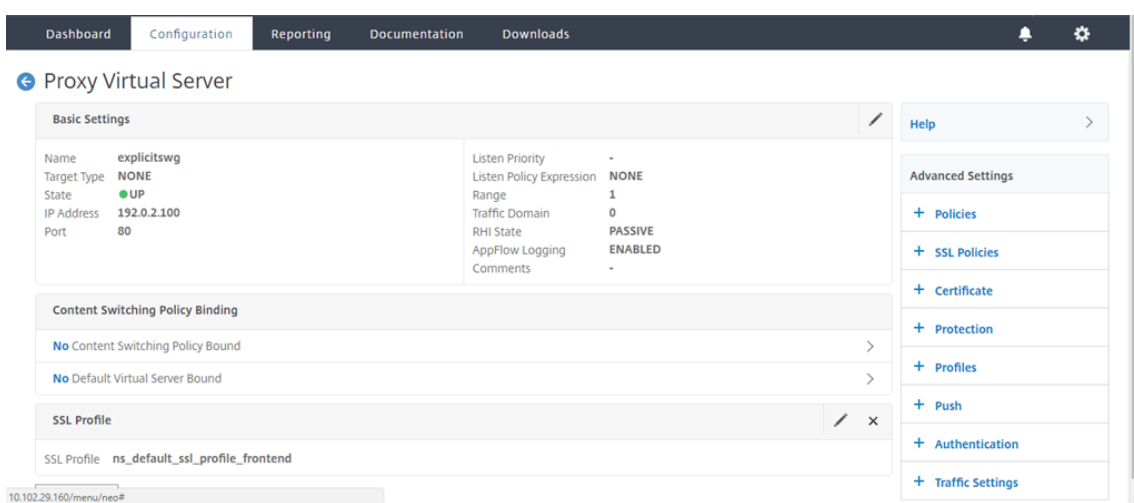 Dashboard Configuration Reporting Documentation Downloads
Proxy Virtual Server
Basic Settings
Name explicitswg
Target Type NONE
State UP
IP Address 192.0.2.100
Port 80
Listen Priority -
Listen Policy Expression NONE
Range 1
Traffic Domain 0
RHI State PASSIVE
AppFlow Logging ENABLED
Comments -
Content Switching Policy Binding
No Content Switching Policy Bound
No Default Virtual Server Bound
SSL Profile
SSL Profile ns_default_ssl_profile_frontend
Help
Advanced Settings
+ Policies
+ SSL Policies
+ Certificate
+ Protection
+ Profiles
+ Push
+ Authentication
+ Traffic Settings
10.102.29.160/menu/neo#